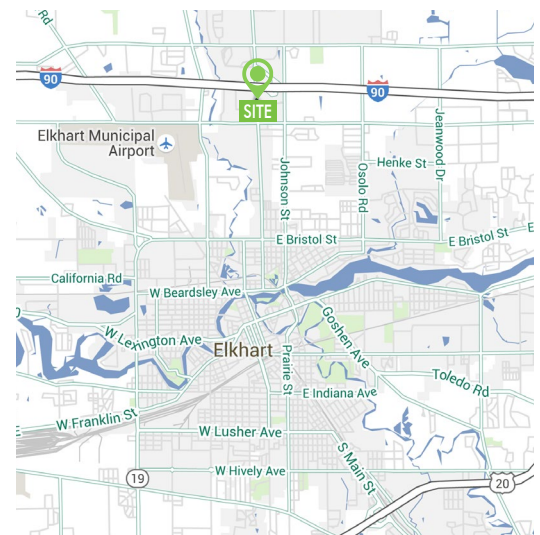 Rd
90
90
SITE
Elkhart Municipal
Airport
Jeanwood Dr
Henke St
Johnson St
Osolo Rd
E Bristol St
E Bristol St
E
California Rd
W Beardsley Ave
W Lexington Ave
Goshen Ave
Elkhart
Prairie St
Toledo Rd
E Indiana Ave
W Franklin St
W Lusher Ave
S Main St
W Hively Ave
19
20